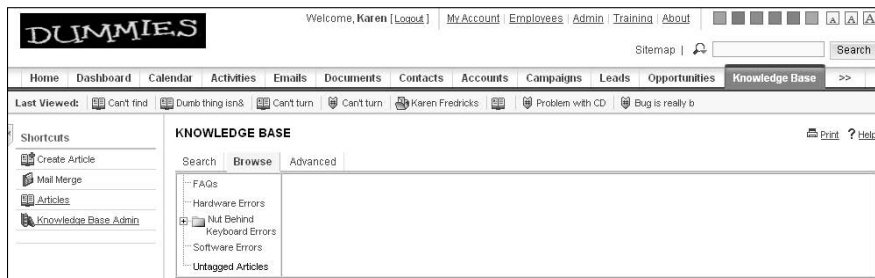 DUMMIES
Welcome, Karen [ Logout ] My Account | Employees | Admin | Training | About A A A
Sitemap | Search
Home Dashboard Calendar Activities Emails Documents Contacts Accounts Campaigns Leads Opportunities Knowledge Base >>
Last Viewed: Can't find Dumb thing isn& Can't turn Can't turn Karen Fredricks Problem with CD Bug is really b
Shortcuts
Create Article
Mail Merge
Articles
Knowledge Base Admin
KNOWLEDGE BASE
Print ? Help
Search Browse Advanced
FAQs
Hardware Errors
Nut Behind
Keyboard Errors
Software Errors
Untagged Articles